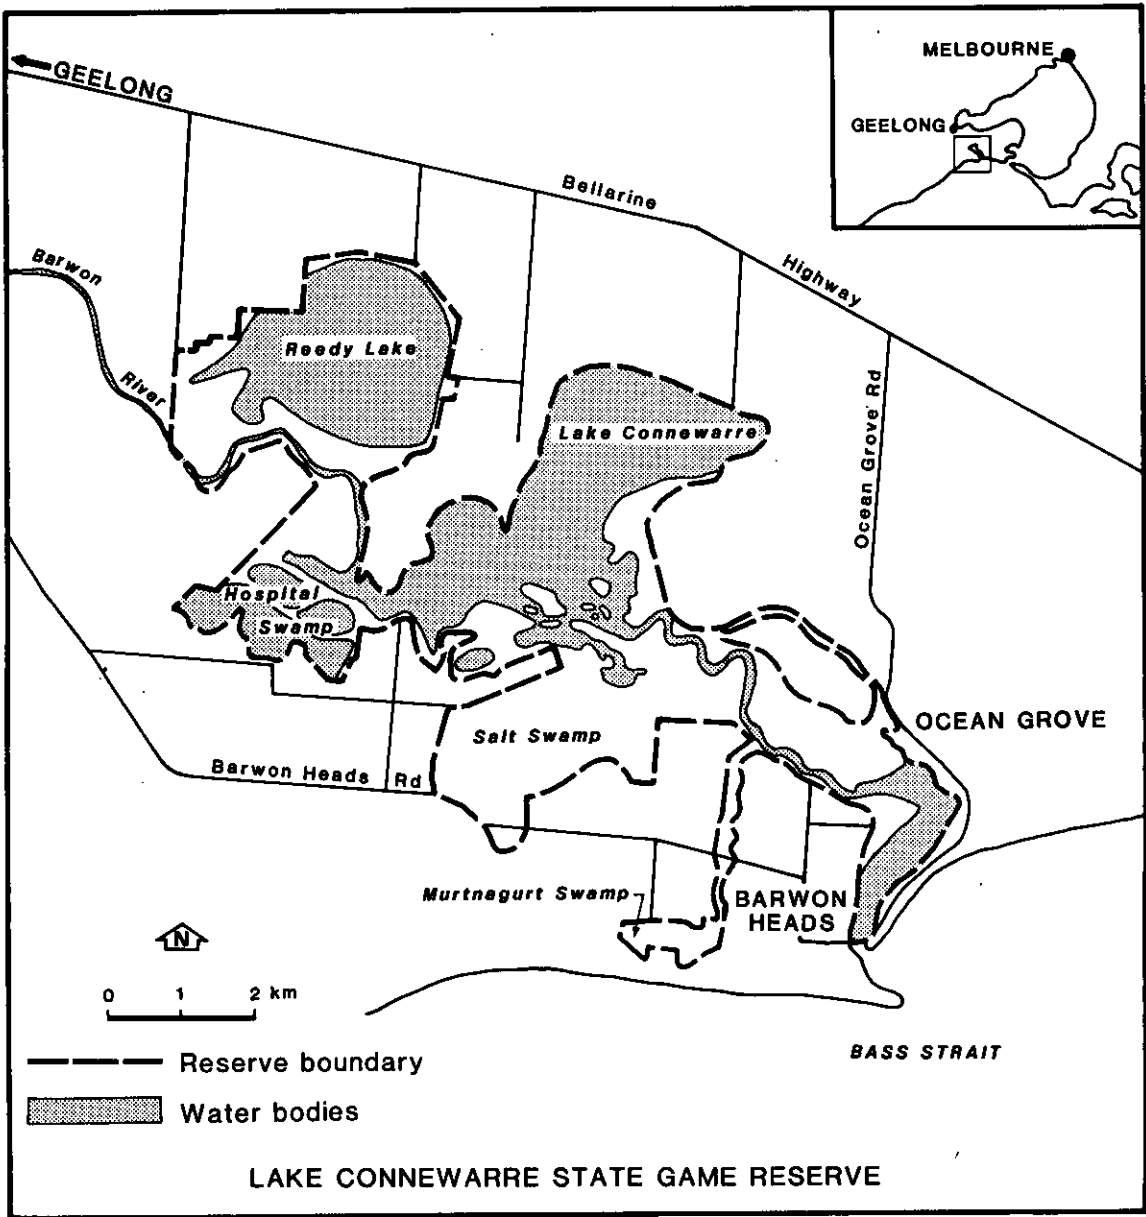 MELBOURNE
GEELONG
GEELONG
Bellarine
Highway
Barwon
River
Reedy Lake
Lake Connewarre
Ocean Grove Rd
Hospital
Swamp
OCEAN GROVE
Salt Swamp
Barwon Heads Rd
Murtnagurt Swamp
BARWON
HEADS
N
0 1 2 km
BASS STRAIT
Reserve boundary
Water bodies
LAKE CONNEWARRE STATE GAME RESERVE